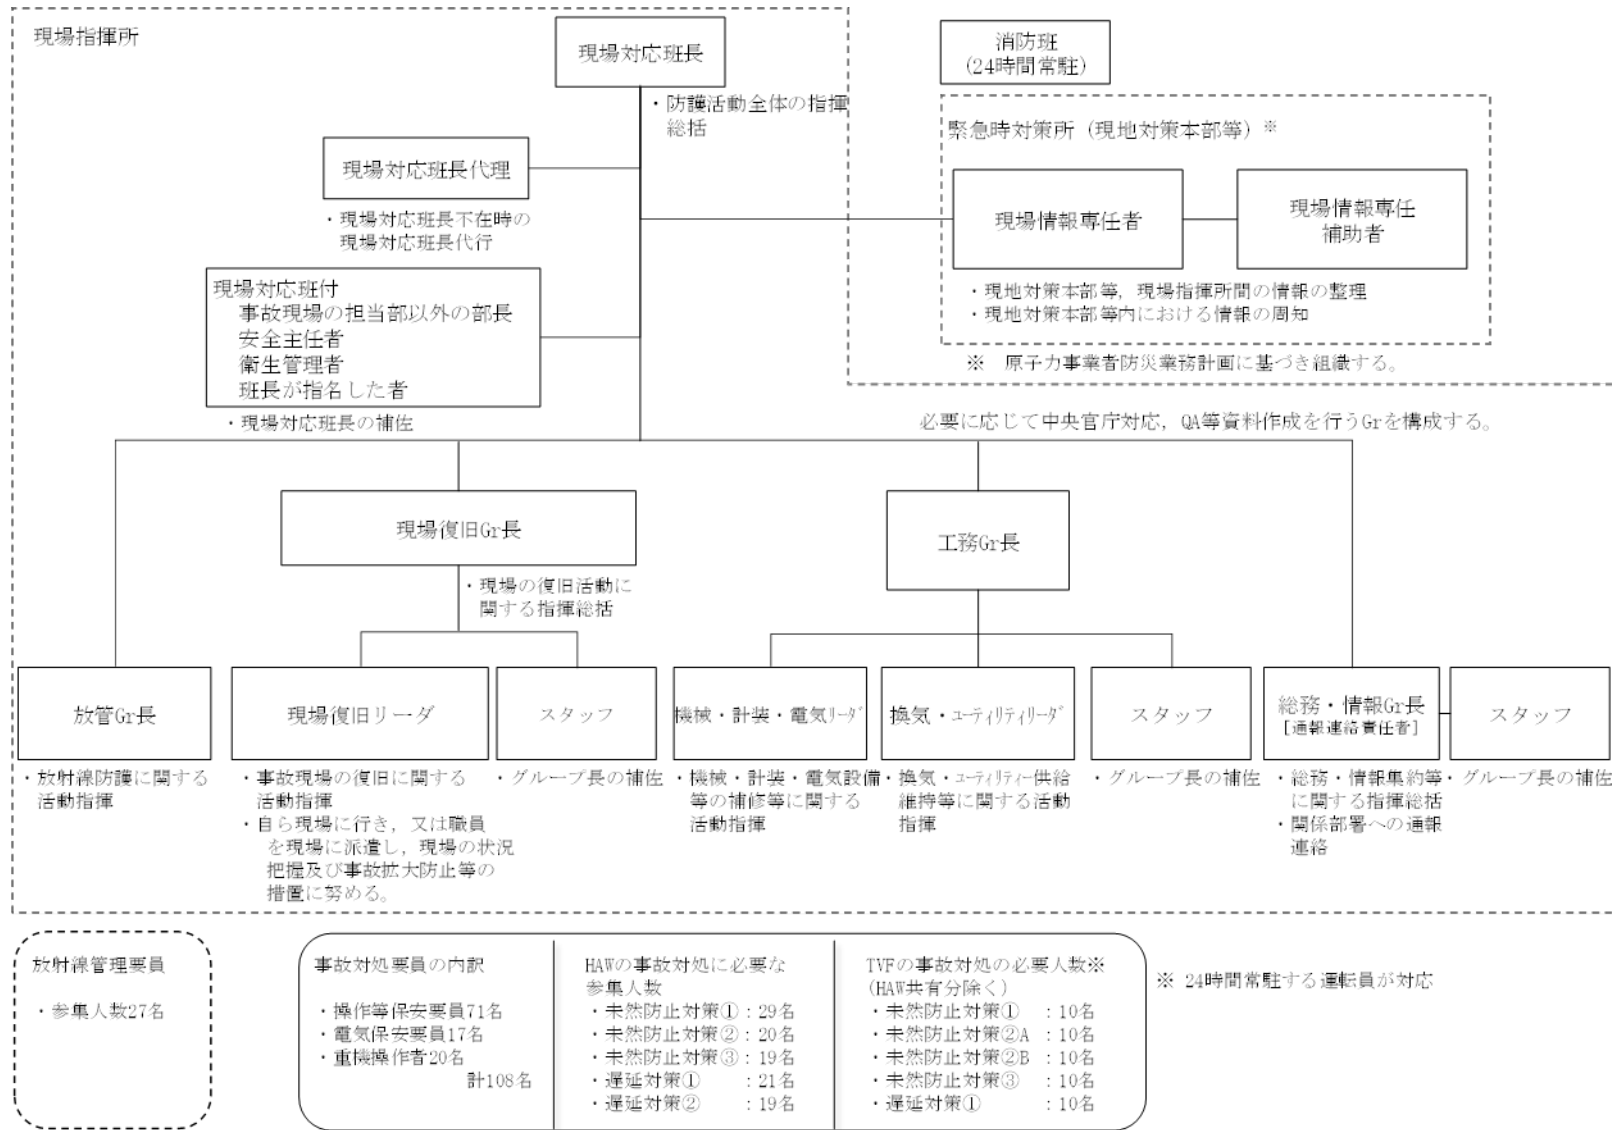 現場指揮所
現場対応班長
・防護活動全体の指揮
総括
消防班
(24時間常駐)
緊急時対策所（現地対策本部等）※
現場対応班長代理
・現場対応班長不在時の
現場対応班長代行
現場情報専任者
現場情報専任
補助者
・現地対策本部等，現場指揮所間の情報の整理
・現地対策本部等内における情報の周知
※　原子力事業者防災業務計画に基づき組織する。
現場対応班付
事故現場の担当部以外の部長
安全主任者
衛生管理者
班長が指名した者
・現場対応班長の補佐
必要に応じて中央官庁対応，QA等資料作成を行うGrを構成する。
現場復旧Gr長
・現場の復旧活動に
関する指揮総括
工務Gr長
放管Gr長
・放射線防護に関する
活動指揮
現場復旧リーダ
・事故現場の復旧に関する
活動指揮
・自ら現場に行き，又は職員
を現場に派遣し，現場の状況
把握及び事故拡大防止等の
措置に努める。
スタッフ
・グループ長の補佐
機械・計装・電気ﾘｰﾀﾞ
・機械・計装・電気設備
等の補修等に関する
活動指揮
換気・ﾕｰﾃｨﾘﾃｨﾘｰﾀﾞ
・換気・ﾕｰﾃｨﾘﾃｨｰ供給
維持等に関する活動
指揮
スタッフ
・グループ長の補佐
総務・情報Gr長
[通報連絡責任者]
・総務・情報集約等
に関する指揮総括
・関係部署への通報
連絡
スタッフ
・グループ長の補佐
放射線管理要員
・参集人数27名
事故対処要員の内訳
・操作等保安要員71名
・電気保安要員17名
・重機操作者20名
計108名
HAWの事故対処に必要な
参集人数
・未然防止対策①：29名
・未然防止対策②：20名
・未然防止対策③：19名
・遅延対策①　　：21名
・遅延対策②　　：19名
TVFの事故対処の必要人数※
(HAW共有分除く)
・未然防止対策①　：10名
・未然防止対策②A ：10名
・未然防止対策②B ：10名
・未然防止対策③　：10名
・遅延対策①　　　：10名
※ 24時間常駐する運転員が対応